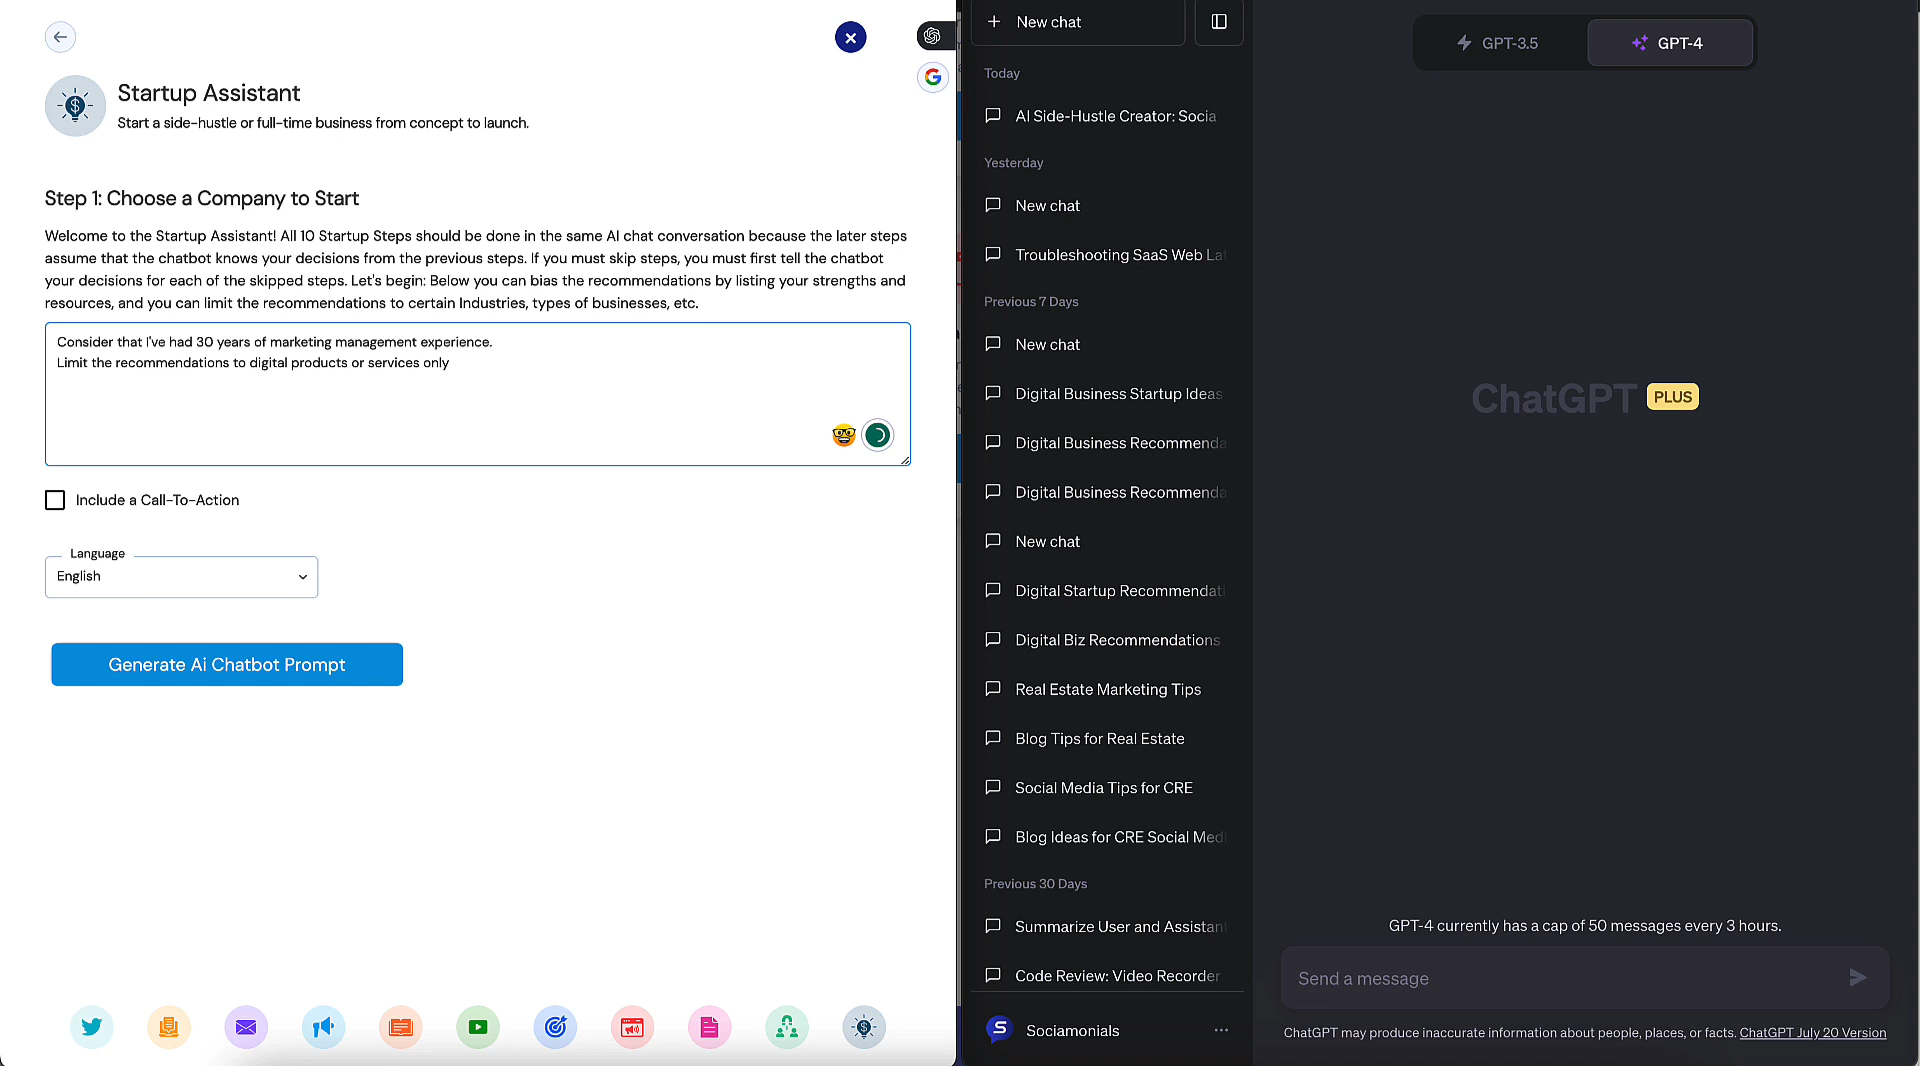 Startup Assistant
Start a side-hustle or full-time business from concept to launch.
Step 1: Choose a Company to Start
Welcome to the Startup Assistant! All 10 Startup Steps should be done in the same AI chat conversation because the later steps
assume that the chatbot knows your decisions from the previous steps. If you must skip steps, you must first tell the chatbot
your decisions for each of the skipped steps. Let's begin: Below you can bias the recommendations by listing your strengths and
resources, and you can limit the recommendations to certain Industries, types of businesses, etc.
Consider that I've had 30 years of marketing management experience.
Limit the recommendations to digital products or services only
Include a Call-To-Action
Language
English
Generate Ai Chatbot Prompt
New chat
Today
AI Side-Hustle Creator: Socia
Yesterday
New chat
Troubleshooting SaaS Web Lat
Previous 7 Days
New chat
Digital Business Startup Ideas
Digital Business Recommenda
Digital Business Recommenda
New chat
Digital Startup Recommendati
Digital Biz Recommendations
Real Estate Marketing Tips
Blog Tips for Real Estate
Social Media Tips for CRE
Blog Ideas for CRE Social Medi
Previous 30 Days
Summarize User and Assistant
Code Review: Video Recorder
Sociamonials
GPT-3.5
GPT-4
ChatGPT PLUS
GPT-4 currently has a cap of 50 messages every 3 hours.
Send a message
ChatGPT may produce inaccurate information about people, places, or facts. ChatGPT July 20 Version